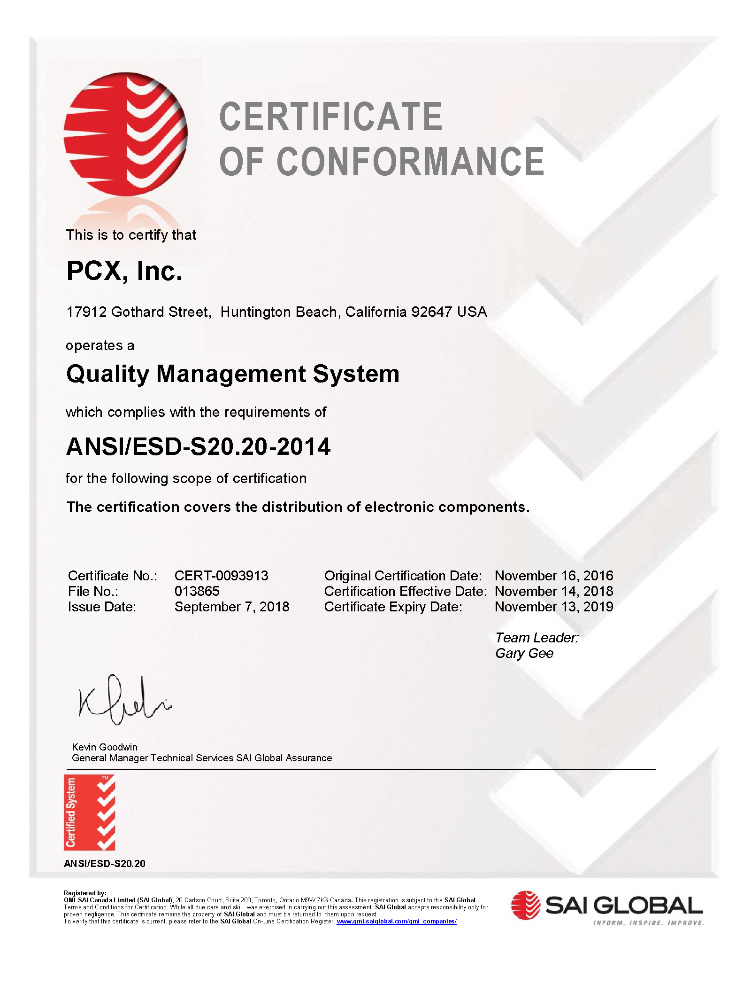 CERTIFICATE
OF CONFORMANCE
This is to certify that
PCX, Inc.
17912 Gothard Street,  Huntington Beach, California 92647 USA
operates a
Quality Management System
which complies with the requirements of
ANSI/ESD-S20.20-2014
for the following scope of certification
The certification covers the distribution of electronic components.
Certificate No.: CERT-0093913 Original Certification Date: November 16, 2016
File No.: 013865 Certification Effective Date: November 14, 2018
Issue Date: September 7, 2018 Certificate Expiry Date: November 13, 2019
Team Leader:
Gary Gee
Kevin Goodwin
General Manager Technical Services SAI Global Assurance
Certified System
TM
ANSI/ESD-S20.20
Registered by:
QMI-SAI Canada Limited (SAI Global), 20 Carlson Court, Suite 200, Toronto, Ontario M9W 7K6 Canada. This registration is subject to the SAI Global
Terms and Conditions for Certification. While all due care and skill  was exercised in carrying out this assessment, SAI Global accepts responsibility only for
proven negligence. This certificate remains the property of SAI Global and must be returned to  them upon request.
To verify that this certificate is current, please refer to the SAI Global On-Line Certification Register: www.qmi-saiglobal.com/qmi_companies/
SAI GLOBAL
INFORM. INSPIRE. IMPROVE.